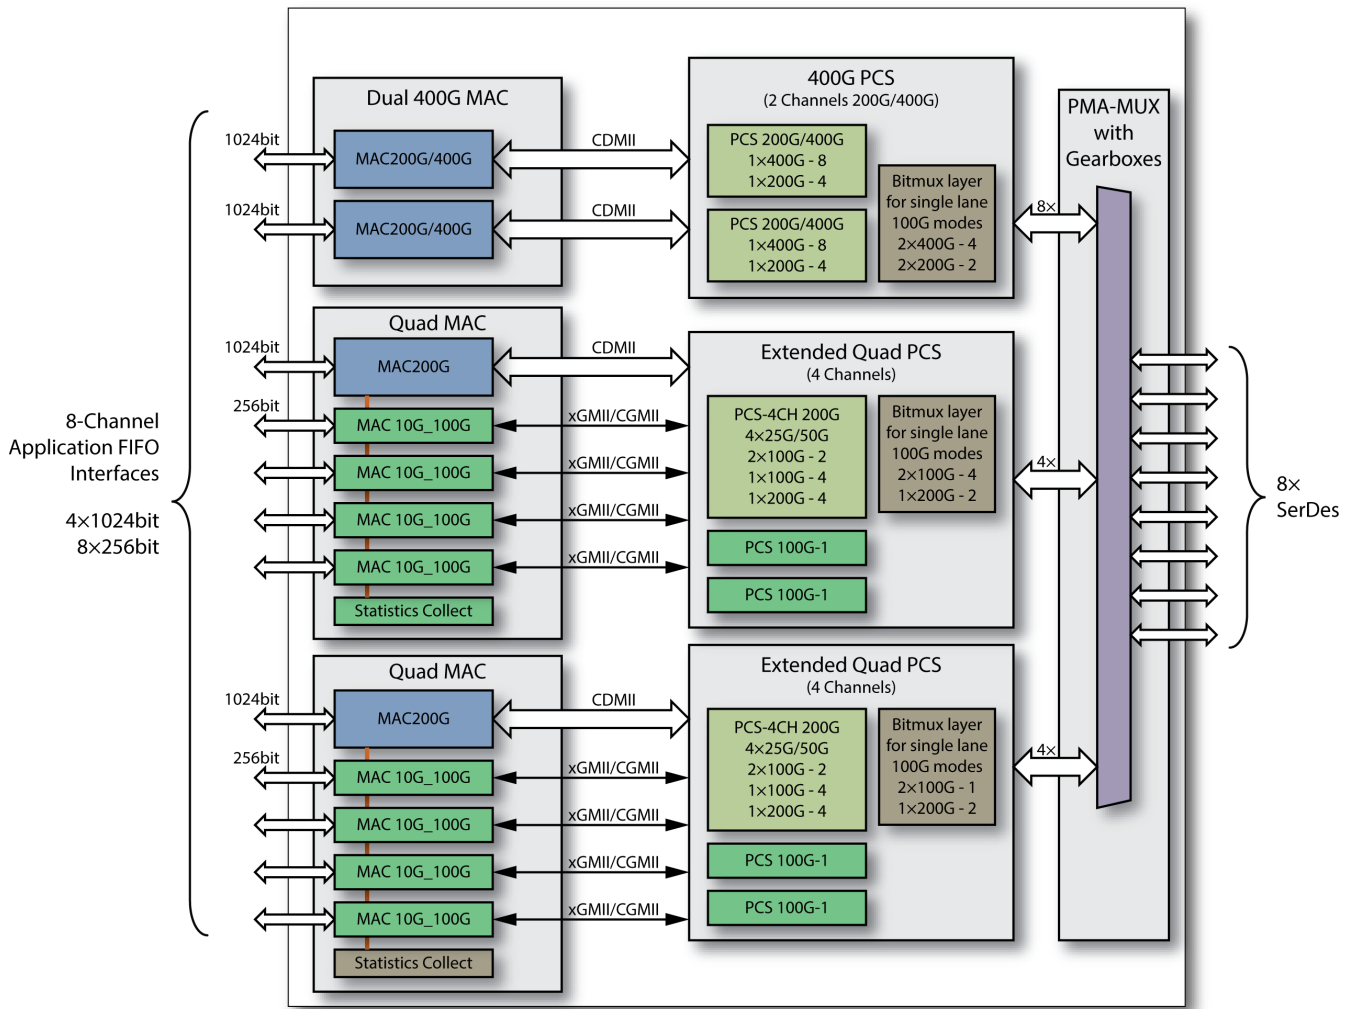 8-Channel
Application FIFO
Interfaces
4×1024bit
8×256bit
Dual 400G MAC
1024bit
MAC200G/400G
CDMII
1024bit
MAC200G/400G
CDMII
400G PCS
(2 Channels 200G/400G)
PCS 200G/400G
1×400G - 8
1×200G - 4
PCS 200G/400G
1×400G - 8
1×200G - 4
Bitmux layer
for single lane
100G modes
2×400G - 4
2×200G - 2
8×
PMA-MUX
with
Gearboxes
Quad MAC
1024bit
MAC200G
CDMII
256bit
MAC 10G_100G
xGMII/CGMII
MAC 10G_100G
xGMII/CGMII
MAC 10G_100G
xGMII/CGMII
MAC 10G_100G
xGMII/CGMII
Statistics Collect
Extended Quad PCS
(4 Channels)
PCS-4CH 200G
4×25G/50G
2×100G - 2
1×100G - 4
1×200G - 4
Bitmux layer
for single lane
100G modes
2×100G - 4
1×200G - 2
PCS 100G-1
PCS 100G-1
4×
8×
SerDes
Quad MAC
1024bit
MAC200G
CDMII
256bit
MAC 10G_100G
xGMII/CGMII
MAC 10G_100G
xGMII/CGMII
MAC 10G_100G
xGMII/CGMII
MAC 10G_100G
xGMII/CGMII
Statistics Collect
Extended Quad PCS
(4 Channels)
PCS-4CH 200G
4×25G/50G
2×100G - 2
1×100G - 4
1×200G - 4
Bitmux layer
for single lane
100G modes
2×100G - 1
1×200G - 2
PCS 100G-1
PCS 100G-1
4×